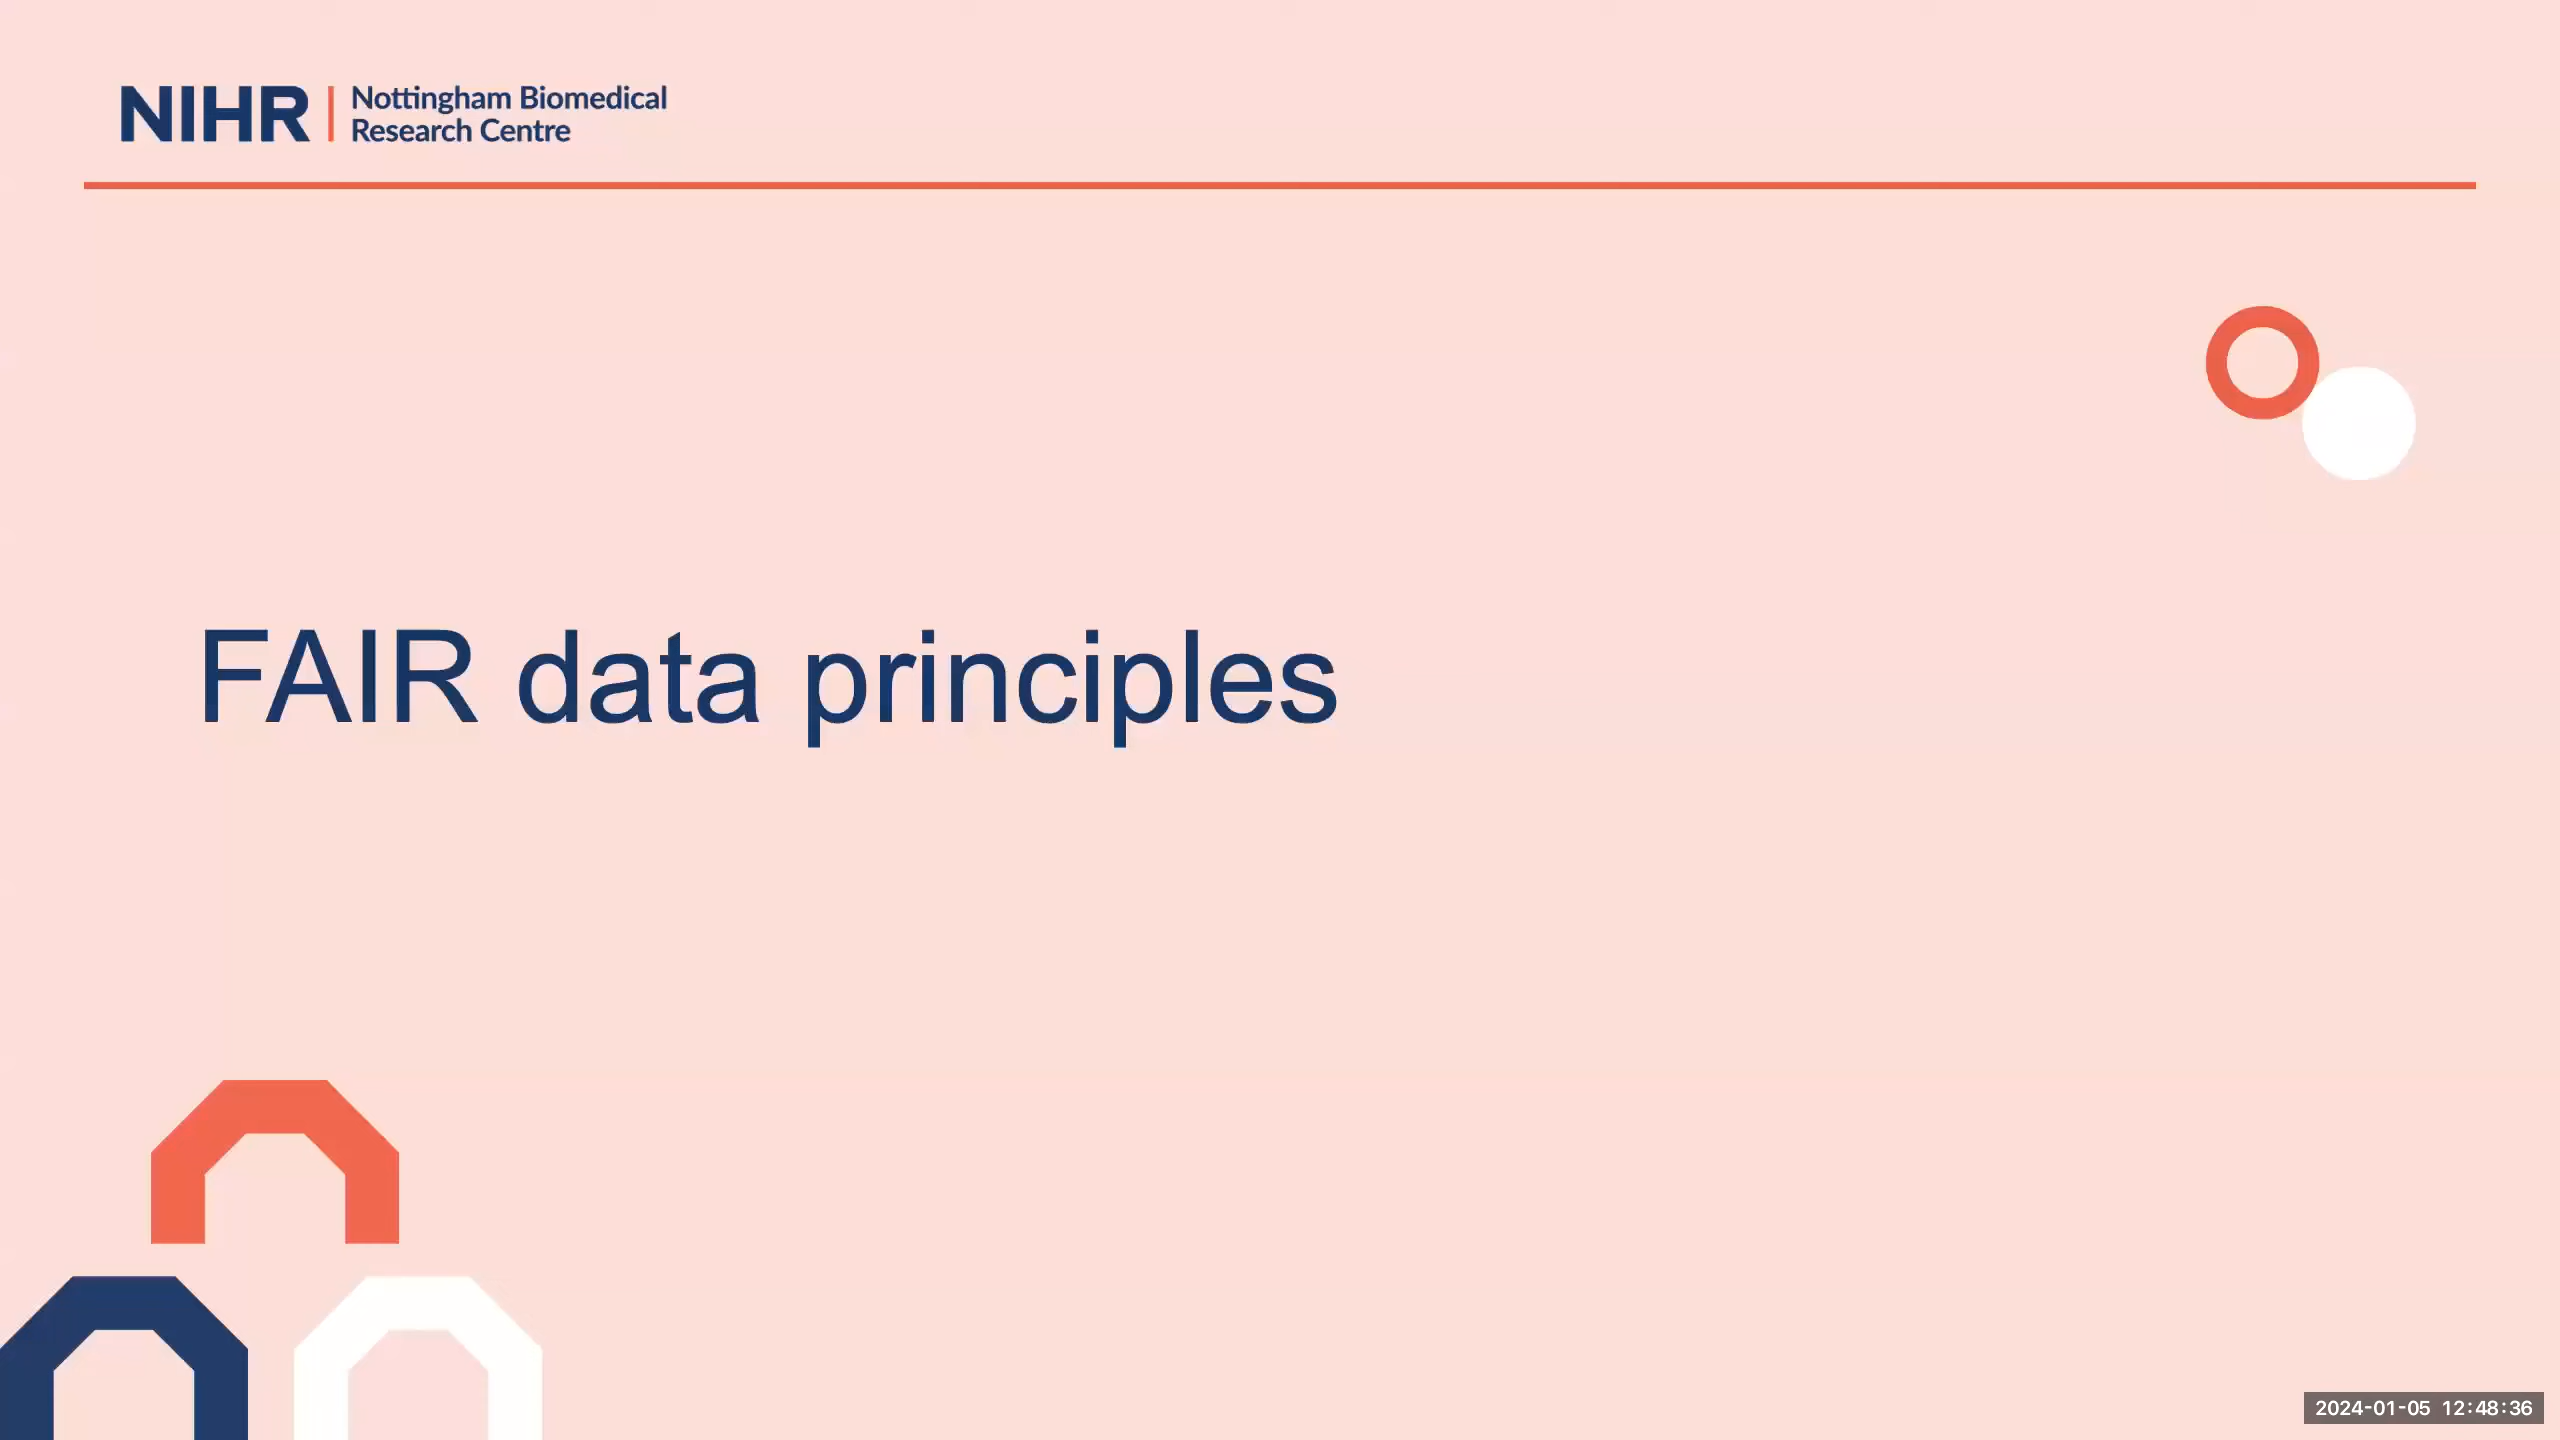 NIHR | Nottingham Biomedical
Research Centre
FAIR data principles
2024-01-05 12:48:36